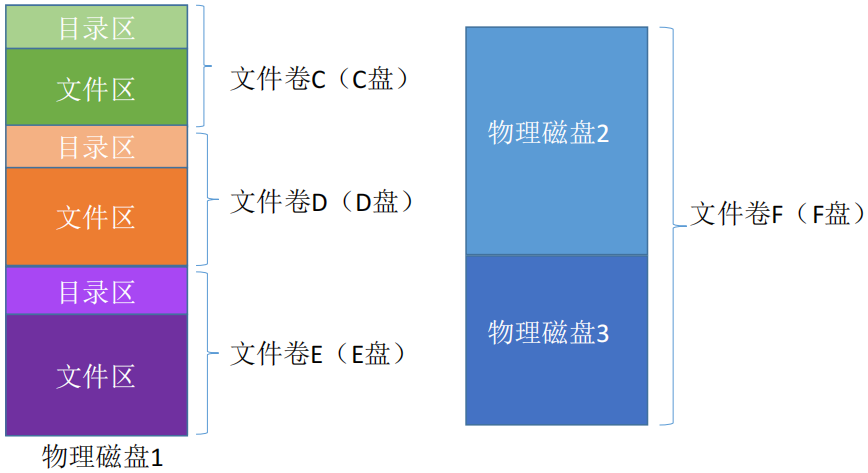 目录区
文件区
文件卷C（C盘）
目录区
文件区
文件卷D（D盘）
目录区
文件区
文件卷E（E盘）
物理磁盘1
物理磁盘2
物理磁盘3
文件卷F（F盘）